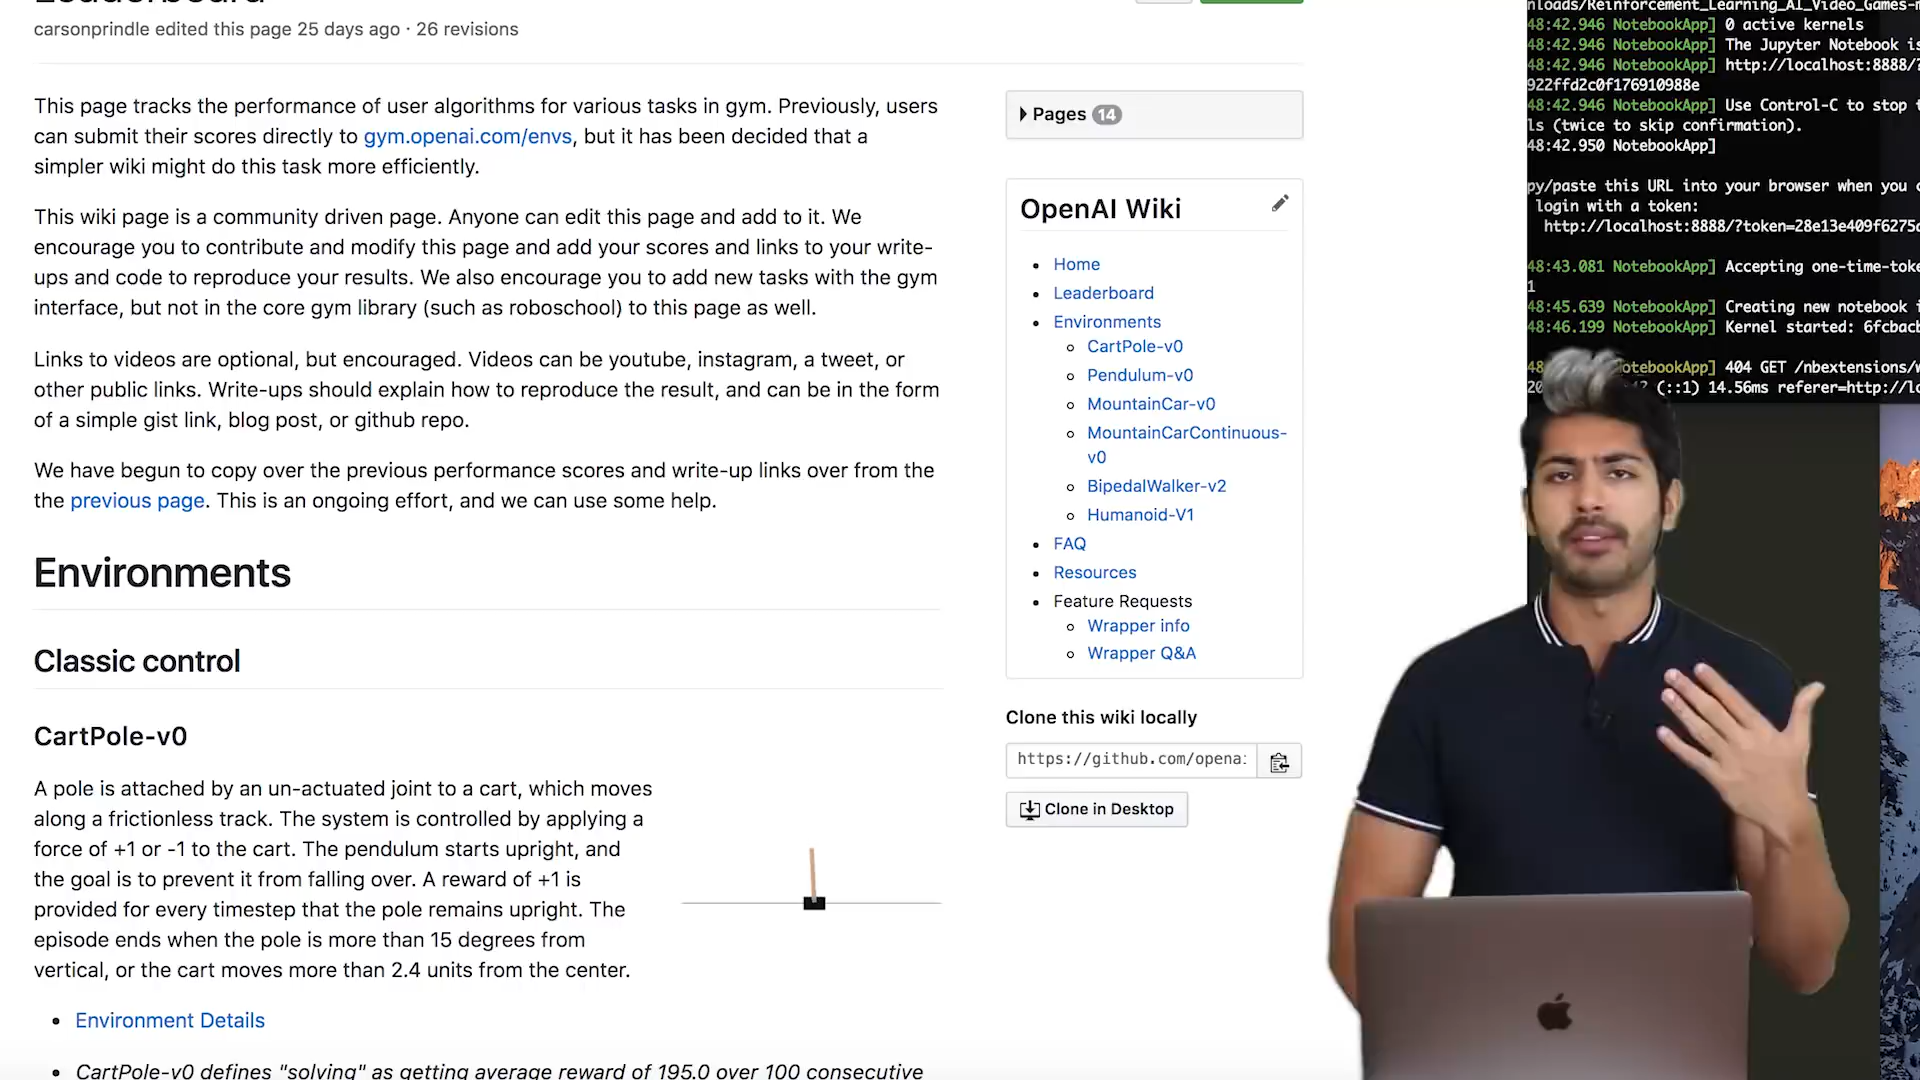 Leaderboard
carsonprindle edited this page 25 days ago · 26 revisions
This page tracks the performance of user algorithms for various tasks in gym. Previously, users
can submit their scores directly to gym.openai.com/envs, but it has been decided that a
simpler wiki might do this task more efficiently.
This wiki page is a community driven page. Anyone can edit this page and add to it. We
encourage you to contribute and modify this page and add your scores and links to your write-
ups and code to reproduce your results. We also encourage you to add new tasks with the gym
interface, but not in the core gym library (such as roboschool) to this page as well.
Links to videos are optional, but encouraged. Videos can be youtube, instagram, a tweet, or
other public links. Write-ups should explain how to reproduce the result, and can be in the form
of a simple gist link, blog post, or github repo.
We have begun to copy over the previous performance scores and write-up links over from the
the previous page. This is an ongoing effort, and we can use some help.
Environments
Classic control
CartPole-v0
A pole is attached by an un-actuated joint to a cart, which moves
along a frictionless track. The system is controlled by applying a
force of +1 or -1 to the cart. The pendulum starts upright, and
the goal is to prevent it from falling over. A reward of +1 is
provided for every timestep that the pole remains upright. The
episode ends when the pole is more than 15 degrees from
vertical, or the cart moves more than 2.4 units from the center.
• Environment Details
• CartPole-v0 defines "solving" as getting average reward of 195.0 over 100 consecutive
Pages 14
OpenAI Wiki
• Home
• Leaderboard
• Environments
CartPole-v0
Pendulum-v0
MountainCar-v0
MountainCarContinuous-
v0
BipedalWalker-v2
Humanoid-V1
• FAQ
• Resources
• Feature Requests
Wrapper info
Wrapper Q&A
Clone this wiki locally
https://github.com/opena
Clone in Desktop
nloads/Reinforcement_Learning_AI_Video_Games-
48:42.946 NotebookApp] 0 active kernels
48:42.946 NotebookApp] The Jupyter Notebook is
48:42.946 NotebookApp] http://localhost:8888/?
922ffd2c0f176910988e
48:42.946 NotebookApp] Use Control-C to stop
ls (twice to skip confirmation).
48:42.950 NotebookApp]
py/paste this URL into your browser when you
login with a token:
http://localhost:8888/?token=28e13e409f6275
48:43.081 NotebookApp] Accepting one-time-toke
1
48:45.639 NotebookApp] Creating new notebook
48:46.199 NotebookApp] Kernel started: 6fcbac
48 otebookApp] 404 GET /nbextensions/
20 (::1) 14.56ms referer=http://l